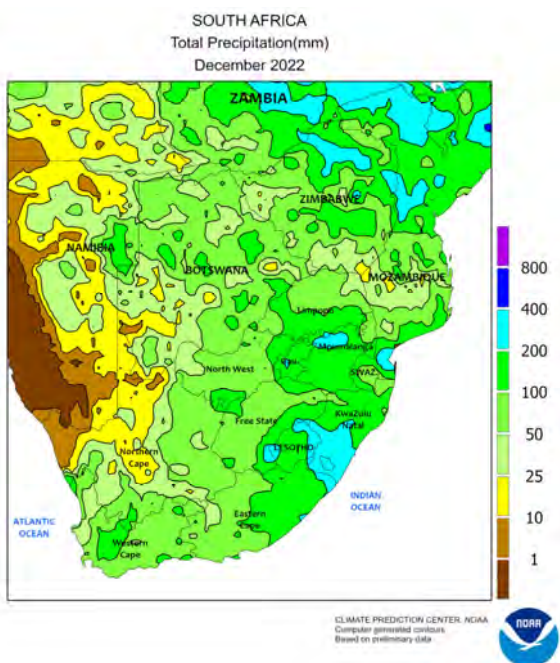 SOUTH AFRICA
Total Precipitation(mm)
December 2022
ZAMBIA
ZIMBABWE
NAMIBIA
BOTSWANA
MOZAMBIQUE
Limpopo
Mpumalanga
North West
SWAZ.
KwaZulu
Natal
Free State
LESOTHO
Northern
Cape
Eastern
Cape
Western
Cape
ATLANTIC
OCEAN
INDIAN
OCEAN
800
400
200
100
50
25
10
1
CLIMATE PREDICTION CENTER, NOAA
Computer generated contours
Based on preliminary data
NOAA